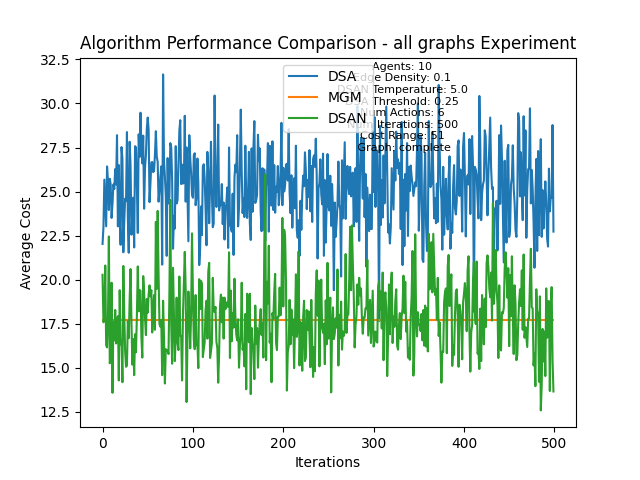 Algorithm Performance Comparison - all graphs Experiment
Agents: 10
Edge Density: 0.1
DSAN Temperature: 5.0
DSA Threshold: 0.25
Num Actions: 6
Num Iterations: 500
Cost Range: 51
Graph: complete
DSA
MGM
DSAN
Average Cost
32.5
30.0
27.5
25.0
22.5
20.0
17.5
15.0
12.5
0
100
200
300
400
500
Iterations